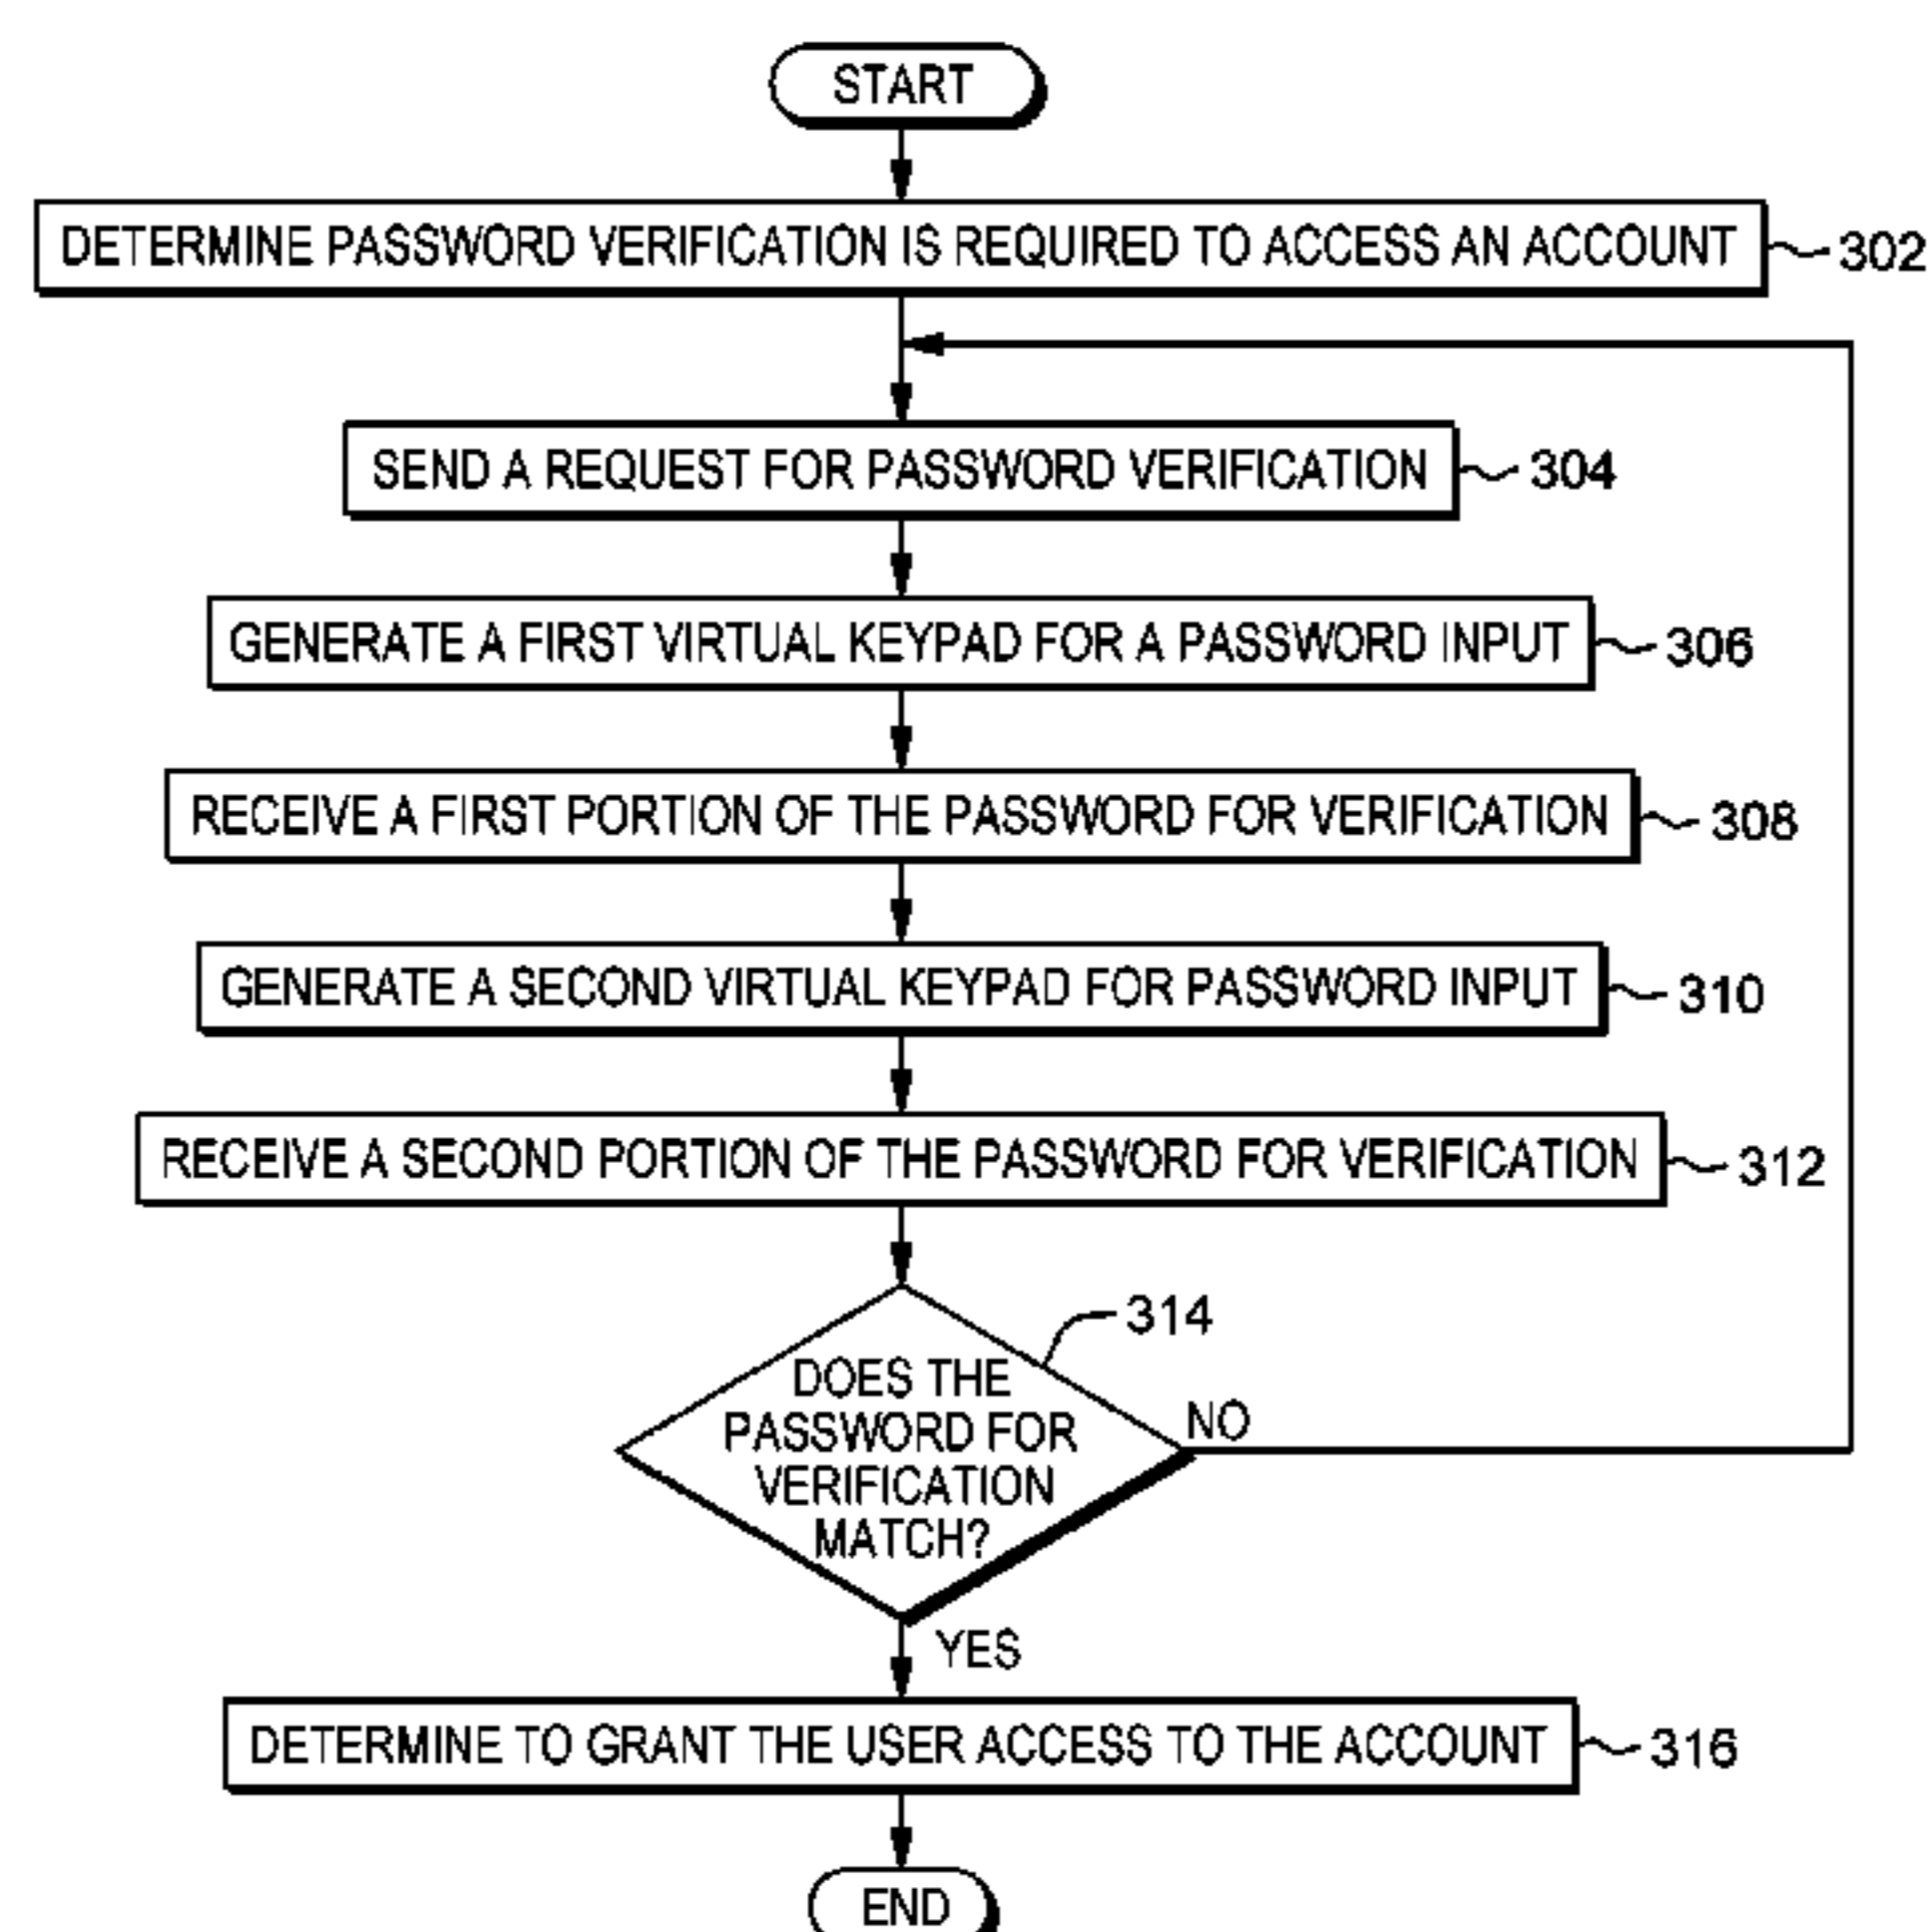 START
DETERMINE PASSWORD VERIFICATION IS REQUIRED TO ACCESS AN ACCOUNT
302
SEND A REQUEST FOR PASSWORD VERIFICATION
304
GENERATE A FIRST VIRTUAL KEYPAD FOR A PASSWORD INPUT
306
RECEIVE A FIRST PORTION OF THE PASSWORD FOR VERIFICATION
308
GENERATE A SECOND VIRTUAL KEYPAD FOR PASSWORD INPUT
310
RECEIVE A SECOND PORTION OF THE PASSWORD FOR VERIFICATION
312
314
DOES THE
PASSWORD FOR
VERIFICATION
MATCH?
NO
YES
DETERMINE TO GRANT THE USER ACCESS TO THE ACCOUNT
316
END